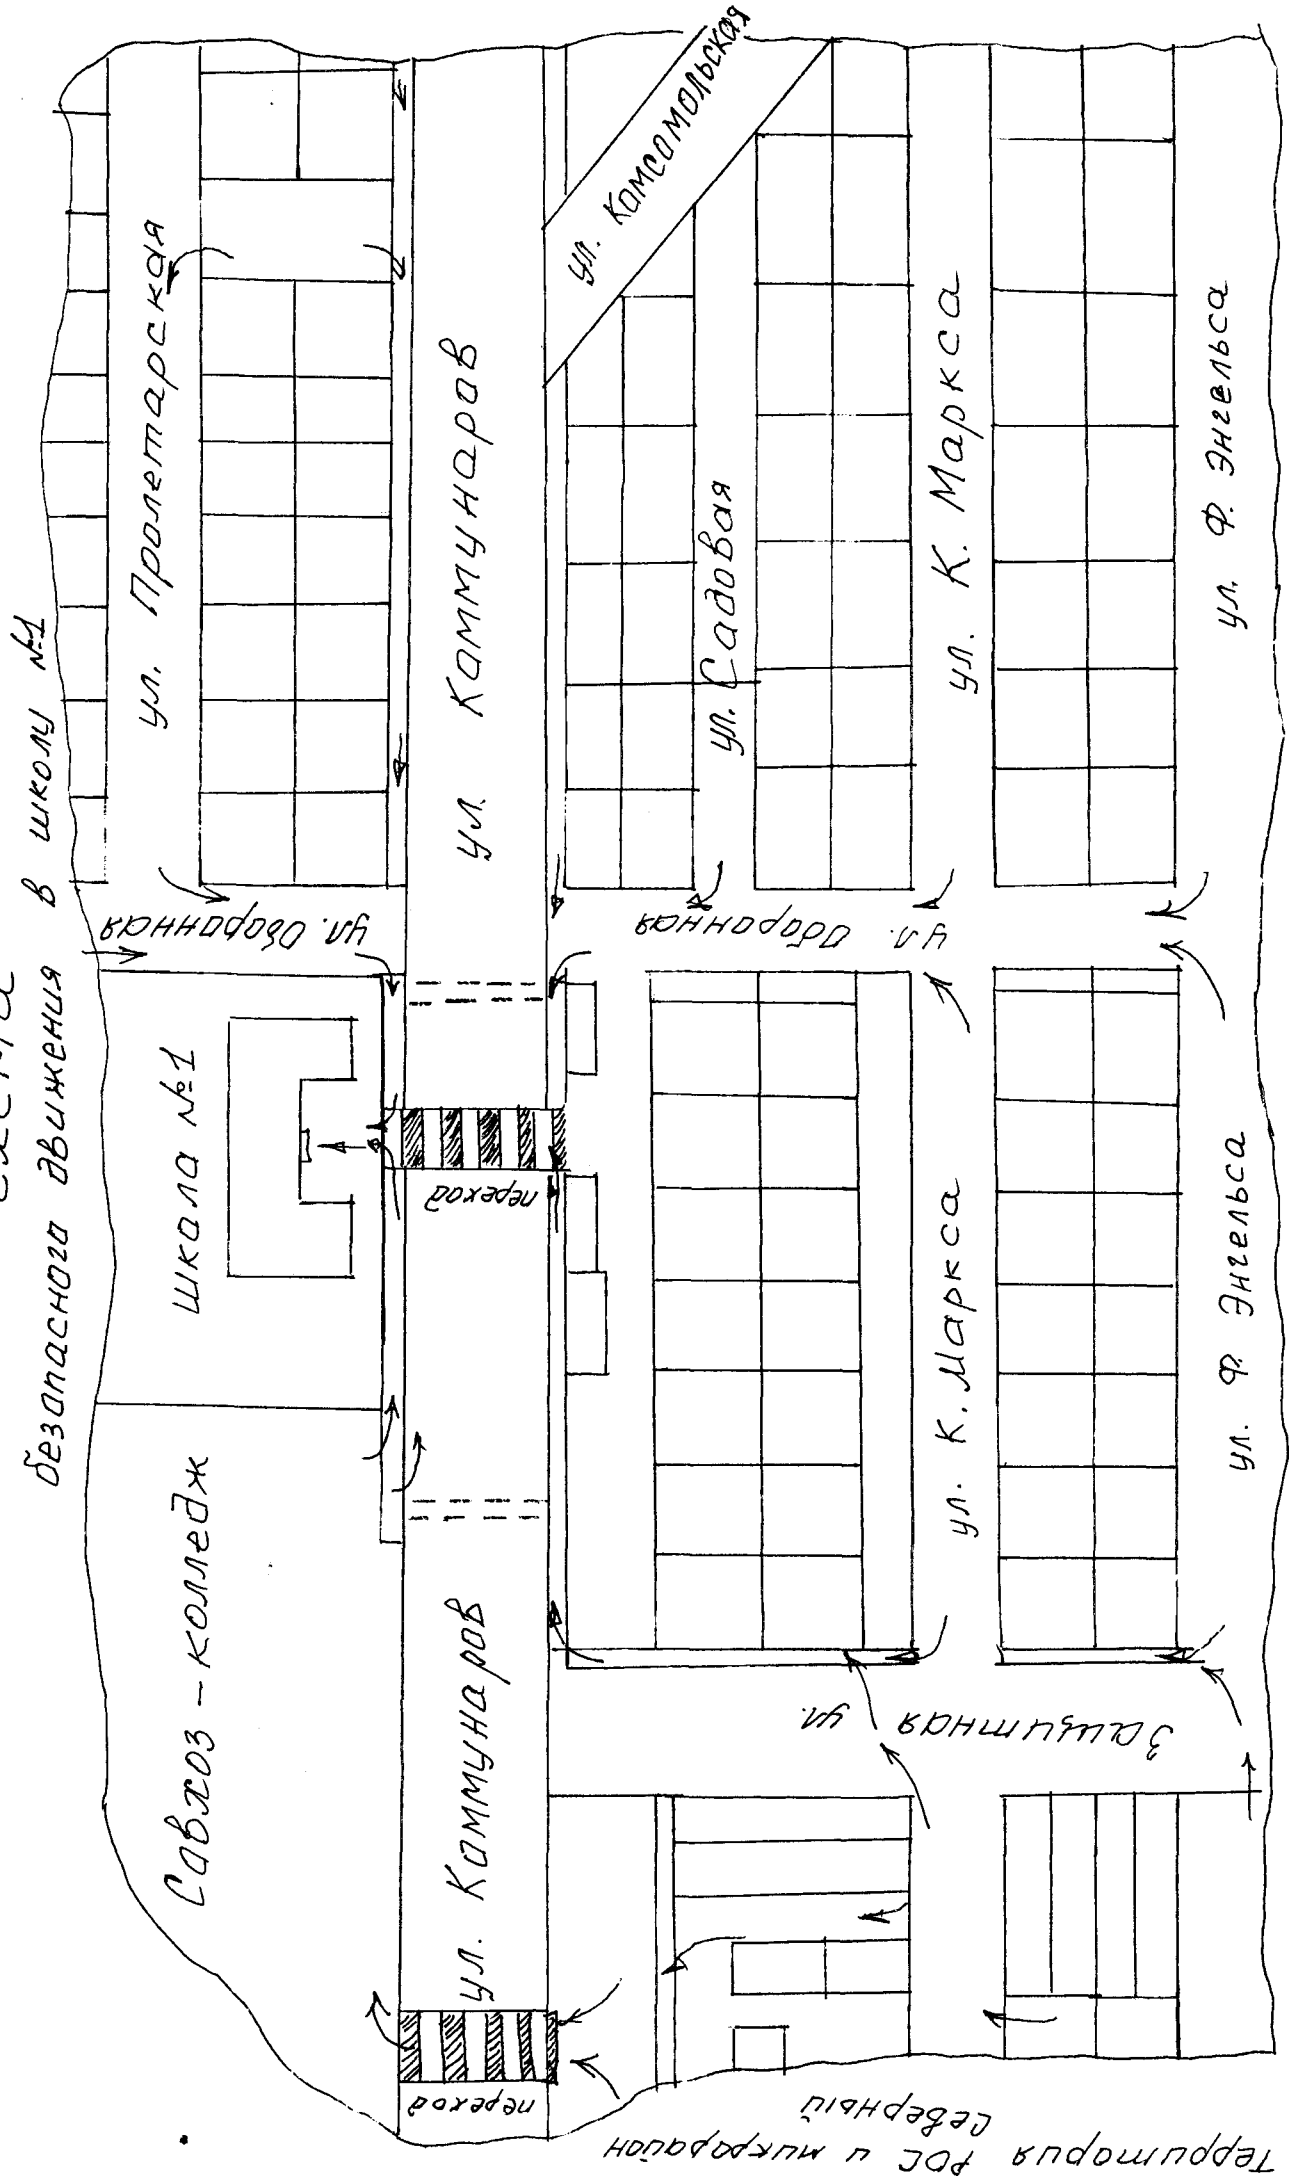 Схема
безопасного движения в школу №1
ул. Пролетарская
ул. Коммунаров
ул. Комсомольская
ул. Садовая
ул. К. Маркса
ул. Ф. Энгельса
ул. Оборонная
ул. Оборонная
Школа №1
переход
Совхоз-колледж
ул. Коммунаров
ул. К. Маркса
ул. Ф. Энгельса
ул. Защитная
переход
Территория РОС и микрорайон
Северный